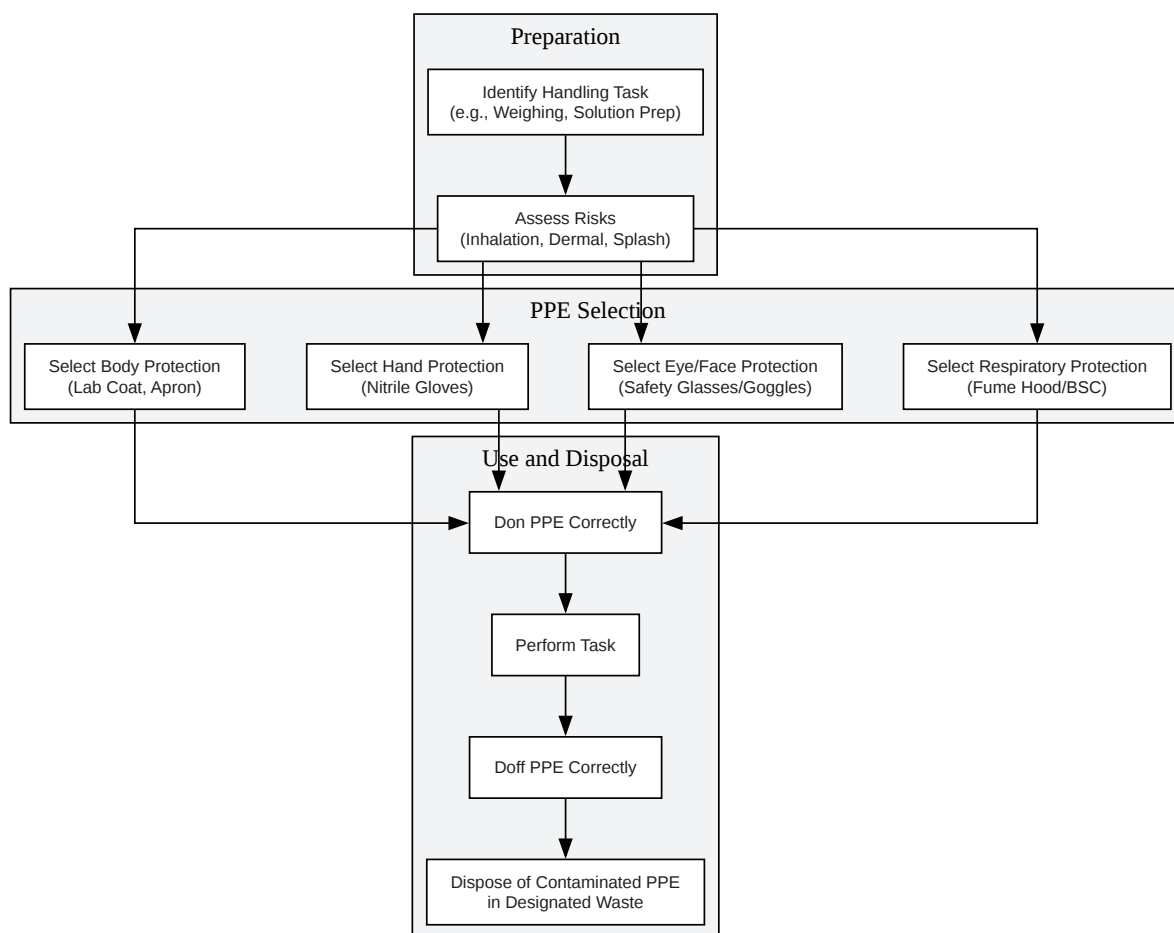 Preparation
Identify Handling Task
(e.g., Weighing, Solution Prep)
Assess Risks
(Inhalation, Dermal, Splash)
PPE Selection
Select Body Protection
(Lab Coat, Apron)
Select Hand Protection
(Nitrile Gloves)
Select Eye/Face Protection
(Safety Glasses/Goggles)
Select Respiratory Protection
(Fume Hood/BSC)
Use and Disposal
Don PPE Correctly
Perform Task
Doff PPE Correctly
Dispose of Contaminated PPE
in Designated Waste